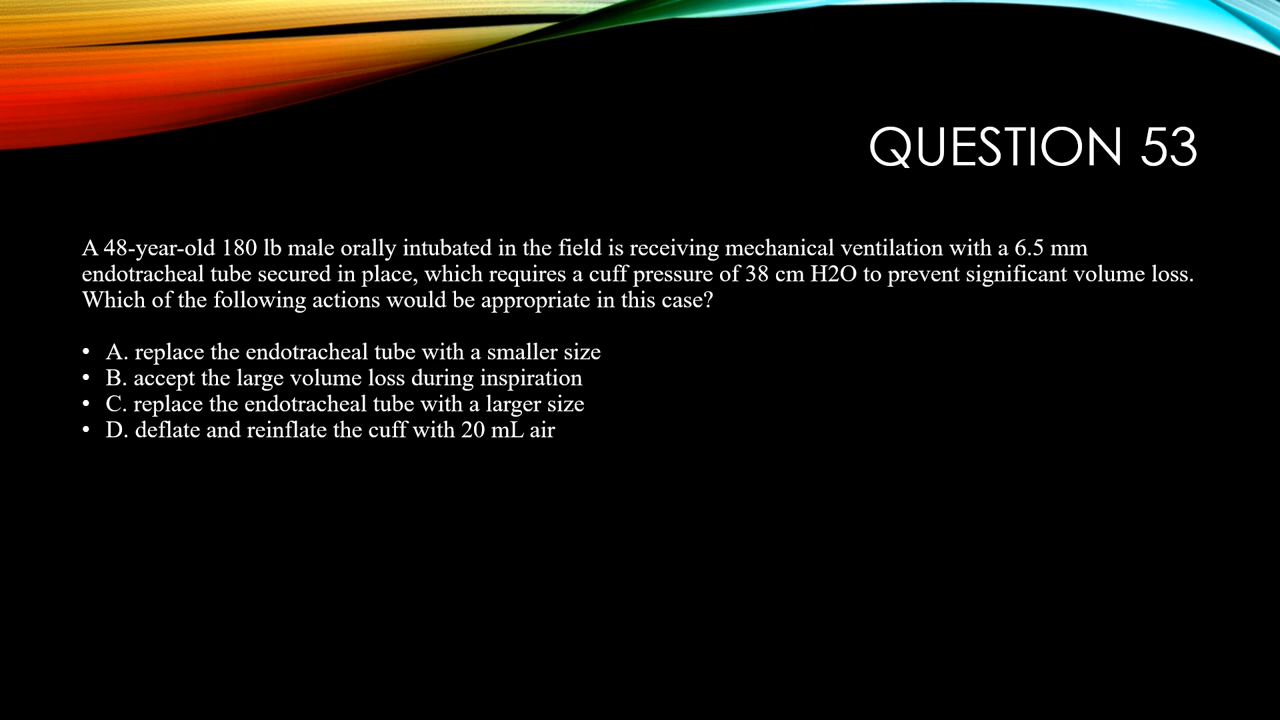 QUESTION 53
A 48-year-old 180 lb male orally intubated in the field is receiving mechanical ventilation with a 6.5 mm
endotracheal tube secured in place, which requires a cuff pressure of 38 cm H2O to prevent significant volume loss.
Which of the following actions would be appropriate in this case?
• A. replace the endotracheal tube with a smaller size
• B. accept the large volume loss during inspiration
• C. replace the endotracheal tube with a larger size
• D. deflate and reinflate the cuff with 20 mL air